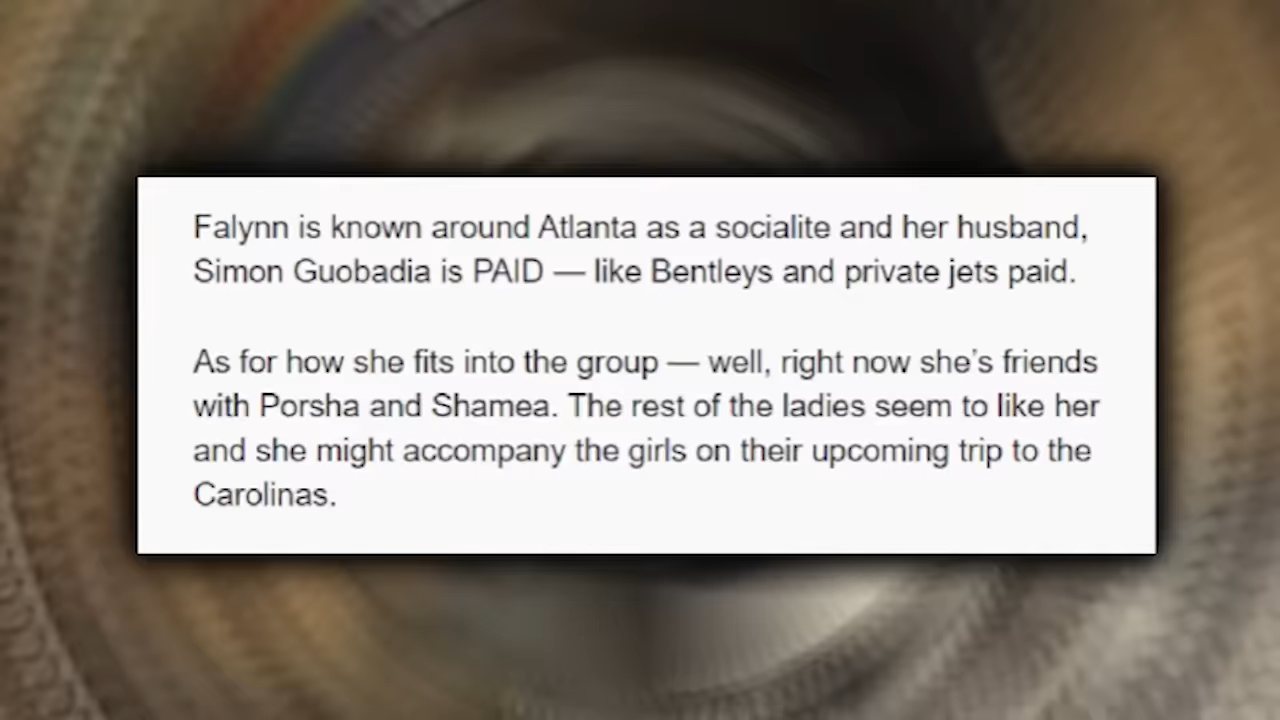 Falynn is known around Atlanta as a socialite and her husband,
Simon Guobadia is PAID — like Bentleys and private jets paid.
As for how she fits into the group — well, right now she’s friends
with Porsha and Shamea. The rest of the ladies seem to like her
and she might accompany the girls on their upcoming trip to the
Carolinas.